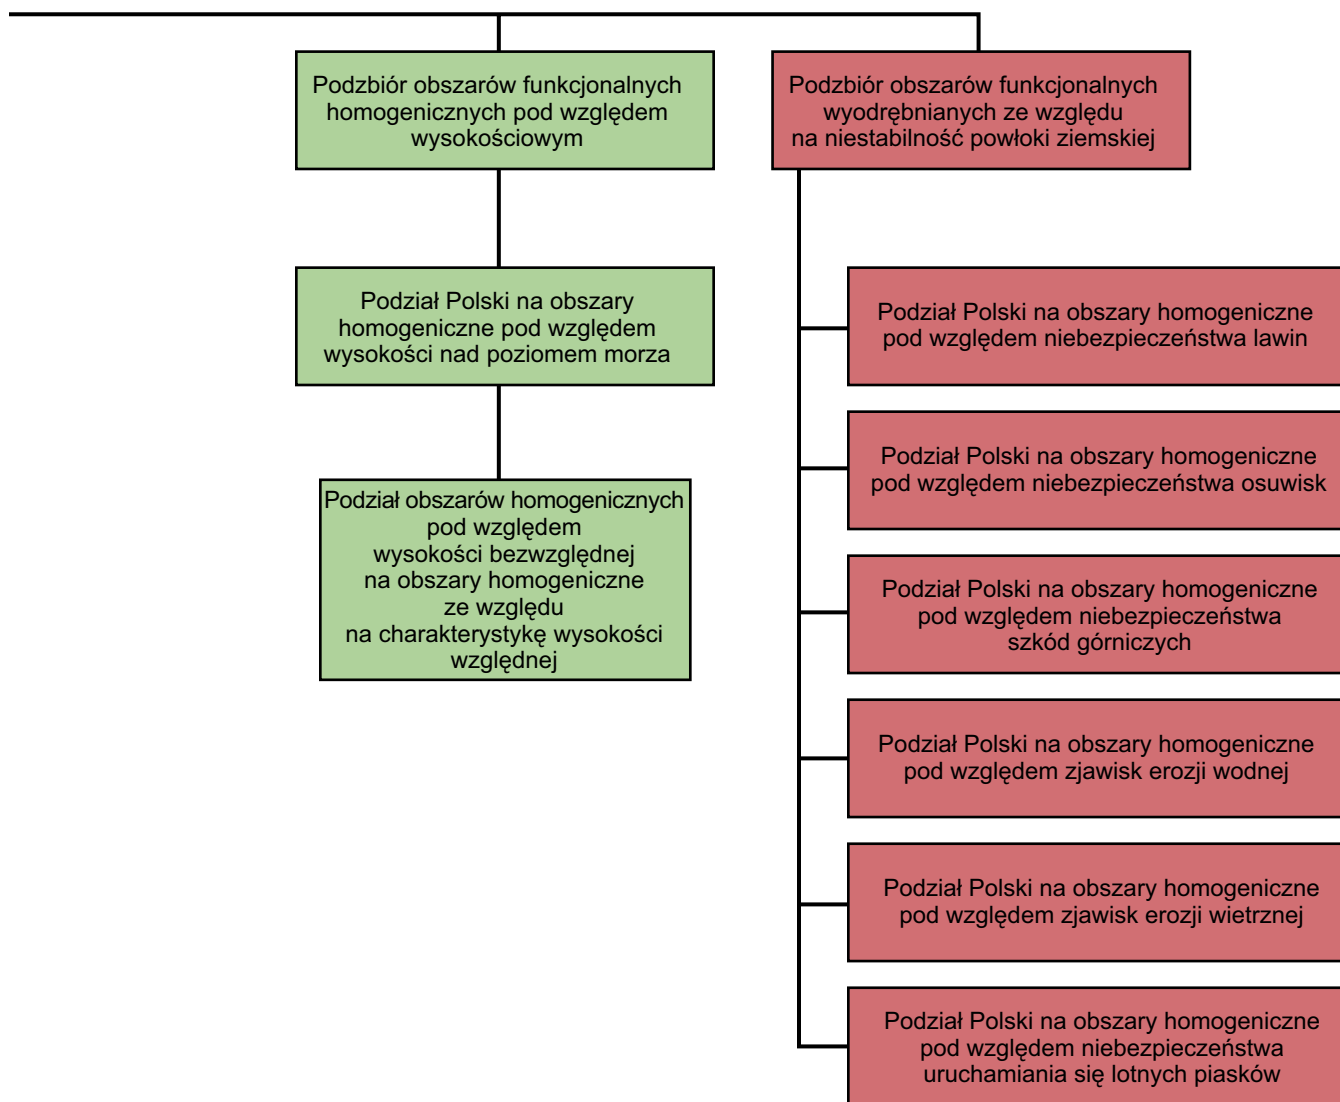 Podzbiór obszarów funkcjonalnych
homogenicznych pod względem
wysokościowym
Podzbiór obszarów funkcjonalnych
wyodrębnianych ze względu
na niestabilność powłoki ziemskiej
Podział Polski na obszary
homogeniczne pod względem
wysokości nad poziomem morza
Podział obszarów homogenicznych
pod względem
wysokości bezwzględnej
na obszary homogeniczne
ze względu
na charakterystykę wysokości
względnej
Podział Polski na obszary homogeniczne
pod względem niebezpieczeństwa lawin
Podział Polski na obszary homogeniczne
pod względem niebezpieczeństwa osuwisk
Podział Polski na obszary homogeniczne
pod względem niebezpieczeństwa
szkód górniczych
Podział Polski na obszary homogeniczne
pod względem zjawisk erozji wodnej
Podział Polski na obszary homogeniczne
pod względem zjawisk erozji wietrznej
Podział Polski na obszary homogeniczne
pod względem niebezpieczeństwa
uruchamiania się lotnych piasków